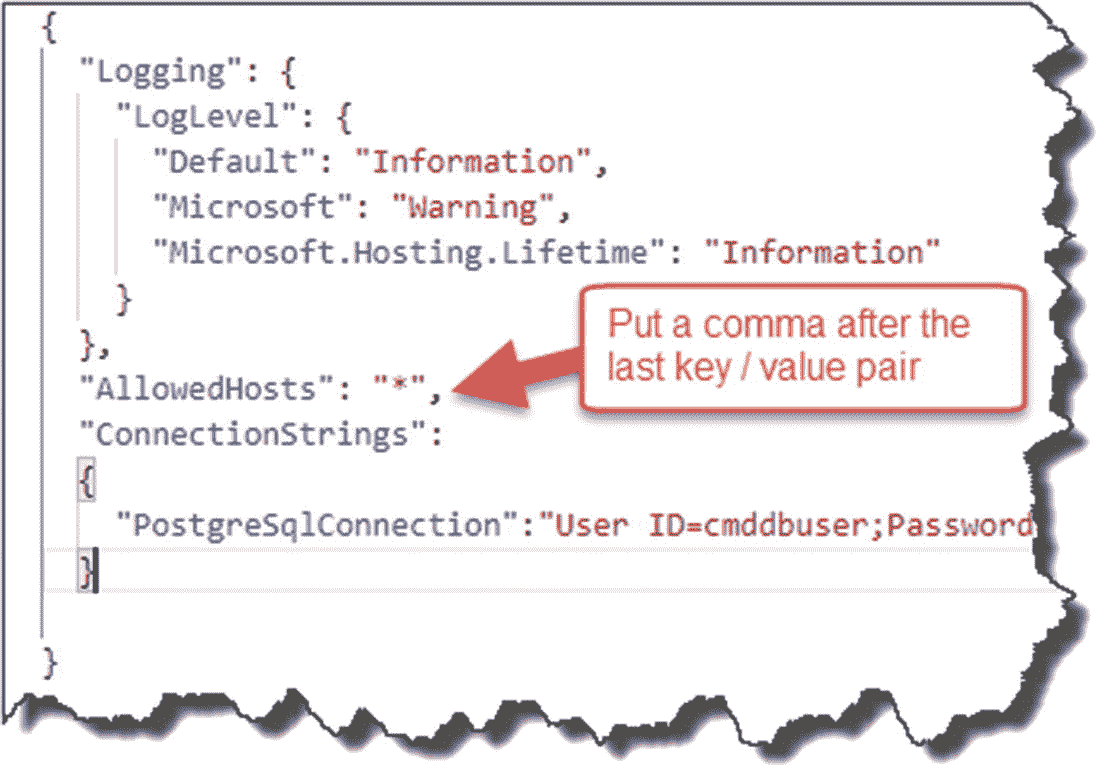 {
"Logging": {
"LogLevel": {
"Default": "Information",
"Microsoft": "Warning",
"Microsoft.Hosting.Lifetime": "Information"
}
},
"AllowedHosts": "*",
"ConnectionStrings":
{
"PostgreSqlConnection":"User ID=cmddbuser;Password
}
}
Put a comma after the
last key / value pair